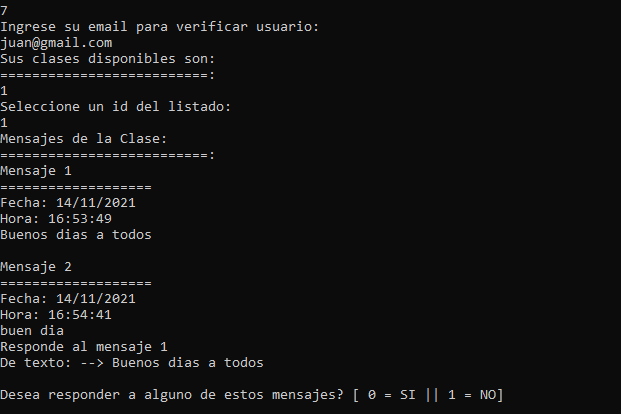 7
Ingrese su email para verificar usuario:
juan@gmail.com
Sus clases disponibles son:
==========================:
1
Seleccione un id del listado:
1
Mensajes de la Clase:
==========================:
Mensaje 1
===================
Fecha: 14/11/2021
Hora: 16:53:49
Buenos dias a todos

Mensaje 2
===================
Fecha: 14/11/2021
Hora: 16:54:41
buen dia
Responde al mensaje 1
De texto: --> Buenos dias a todos

Desea responder a alguno de estos mensajes? [ 0 = SI || 1 = NO]